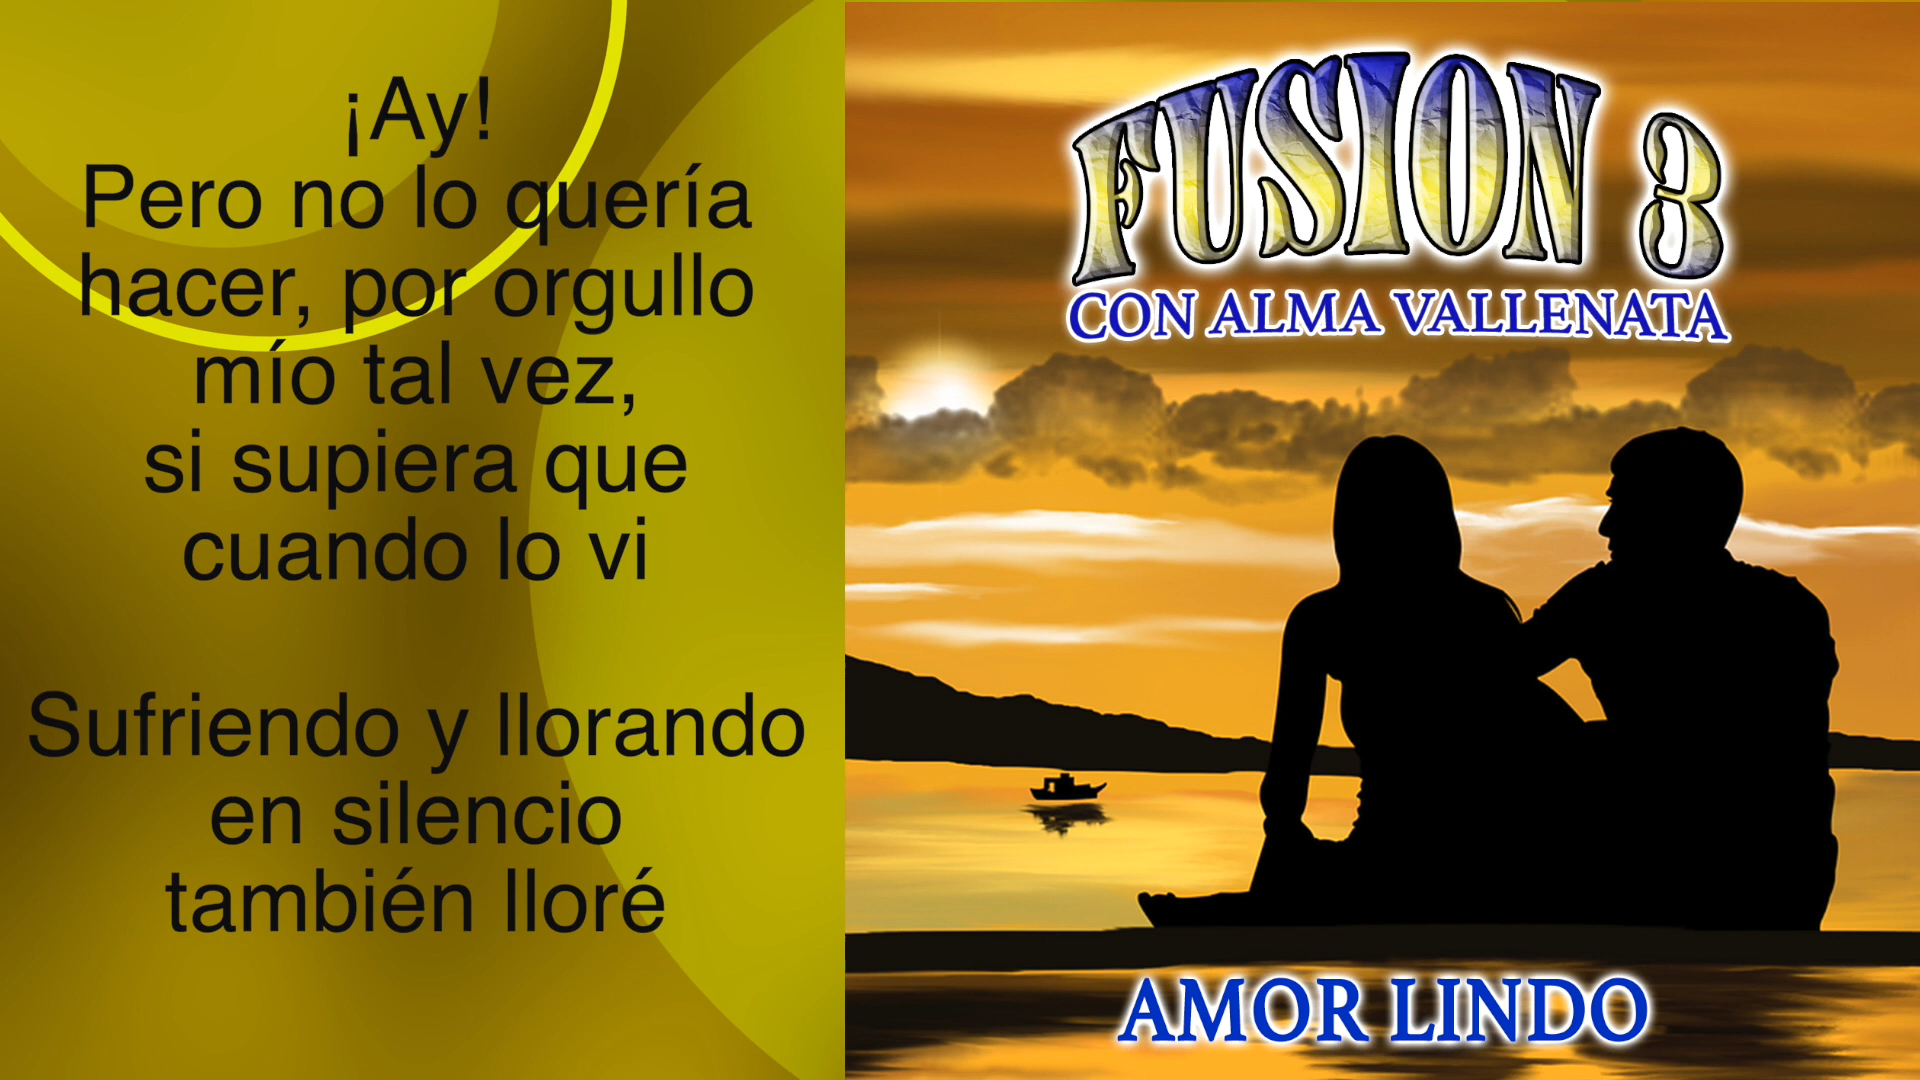 ¡Ay!
Pero no lo quería
hacer, por orgullo
mío tal vez,
si supiera que
cuando lo vi
Sufriendo y llorando
en silencio
también lloré
FUSION 3
CON ALMA VALLENATA
AMOR LINDO